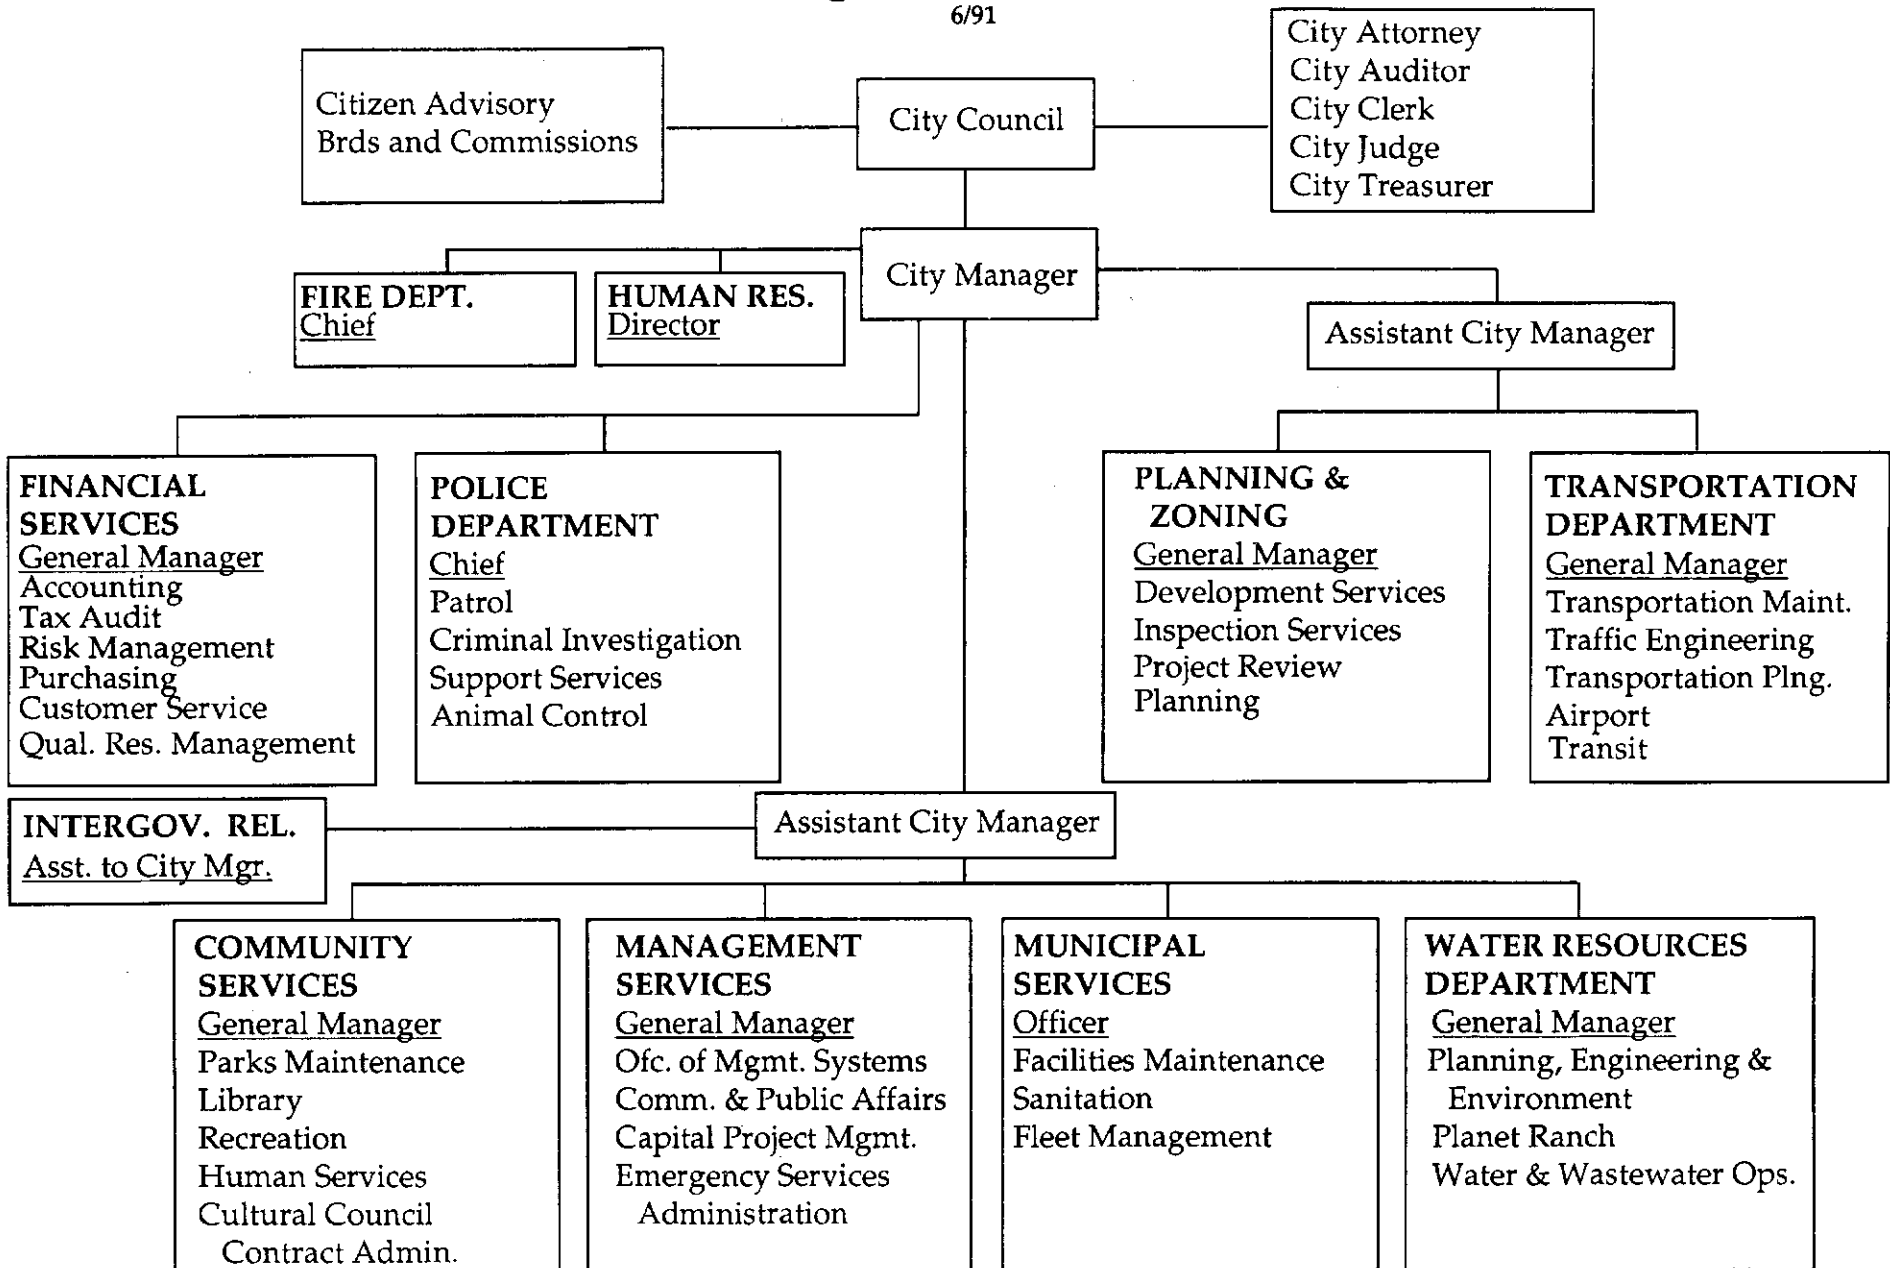 6/91
Citizen Advisory
Brds and Commissions
City Council
City Attorney
City Auditor
City Clerk
City Judge
City Treasurer
City Manager
FIRE DEPT.
Chief
HUMAN RES.
Director
Assistant City Manager
FINANCIAL
SERVICES
General Manager
Accounting
Tax Audit
Risk Management
Purchasing
Customer Service
Qual. Res. Management
POLICE
DEPARTMENT
Chief
Patrol
Criminal Investigation
Support Services
Animal Control
PLANNING &
ZONING
General Manager
Development Services
Inspection Services
Project Review
Planning
TRANSPORTATION
DEPARTMENT
General Manager
Transportation Maint.
Traffic Engineering
Transportation Plng.
Airport
Transit
INTERGOV. REL.
Asst. to City Mgr.
Assistant City Manager
COMMUNITY
SERVICES
General Manager
Parks Maintenance
Library
Recreation
Human Services
Cultural Council
Contract Admin.
MANAGEMENT
SERVICES
General Manager
Ofc. of Mgmt. Systems
Comm. & Public Affairs
Capital Project Mgmt.
Emergency Services
Administration
MUNICIPAL
SERVICES
Officer
Facilities Maintenance
Sanitation
Fleet Management
WATER RESOURCES
DEPARTMENT
General Manager
Planning, Engineering &
Environment
Planet Ranch
Water & Wastewater Ops.